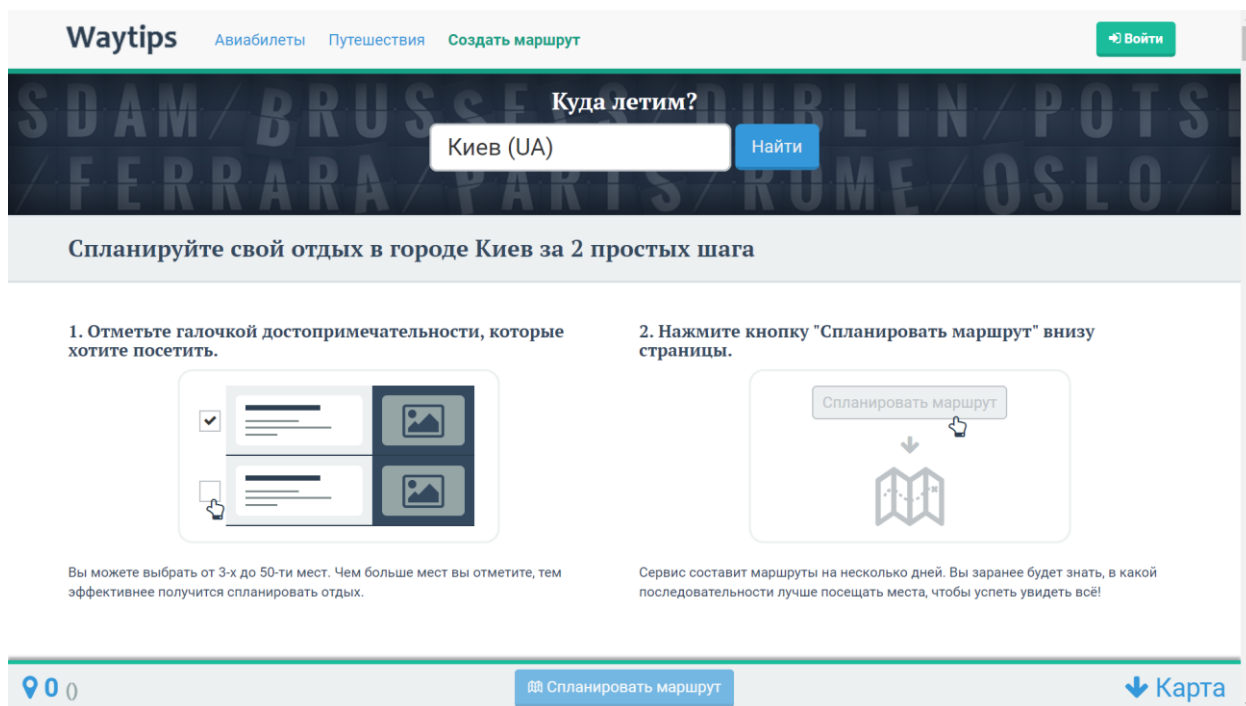 Waytips Авиабилеты Путешествия Создать маршрут Войти
SDAM/BRUSSELS/DUBLIN/POTS
Куда летим?
Киев (UA) Найти
/FERRARA/PARIS/ROME/OSLO/
Спланируйте свой отдых в городе Киев за 2 простых шага
1. Отметьте галочкой достопримечательности, которые
хотите посетить.
Вы можете выбрать от 3-х до 50-ти мест. Чем больше мест вы отметите, тем
эффективнее получится спланировать отдых.
2. Нажмите кнопку "Спланировать маршрут" внизу
страницы.
Спланировать маршрут
Сервис составит маршруты на несколько дней. Вы заранее будет знать, в какой
последовательности лучше посещать места, чтобы успеть увидеть всё!
0 () Спланировать маршрут Карта